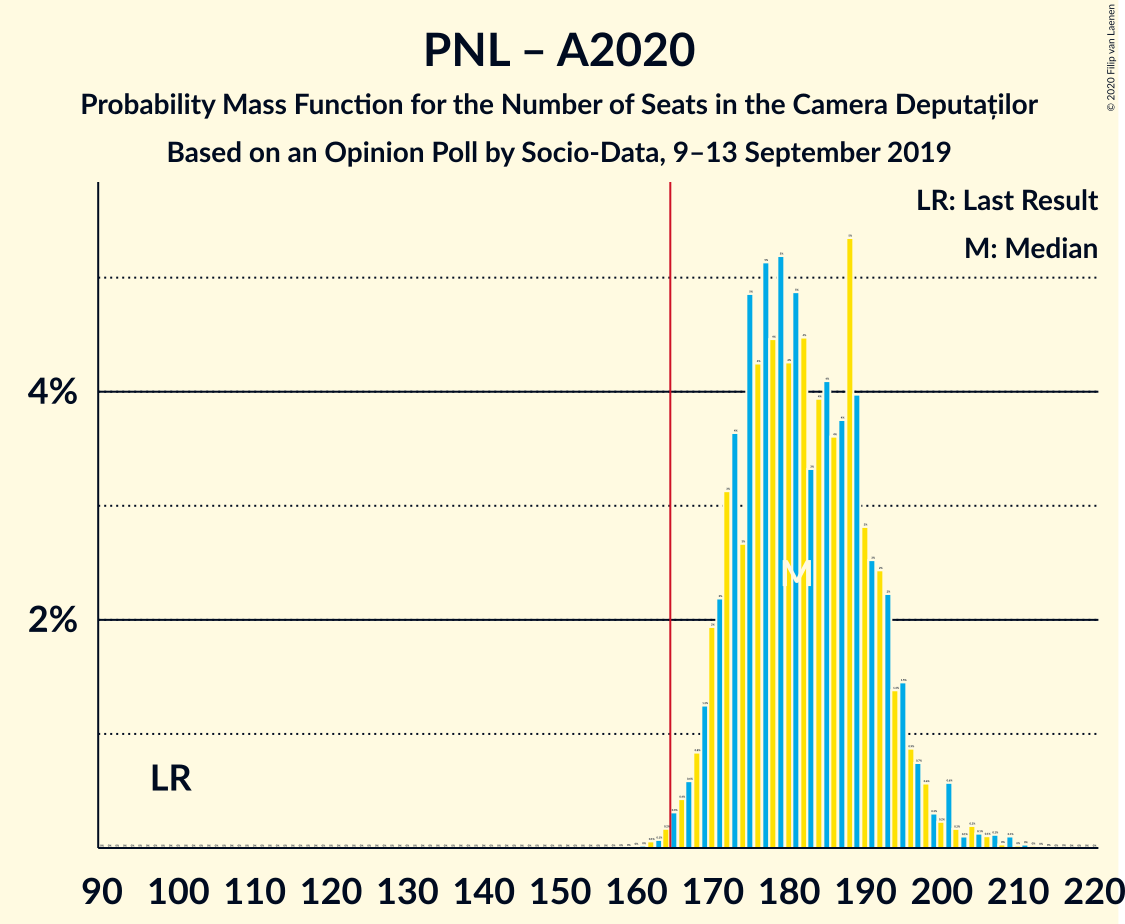 PNL – A2020
Probability Mass Function for the Number of Seats in the Camera Deputaților
Based on an Opinion Poll by Socio-Data, 9–13 September 2019
© 2020 Filip van Laenen
LR: Last Result
M: Median
4%
2%
M
LR
90 100 110 120 130 140 150 160 170 180 190 200 210 220